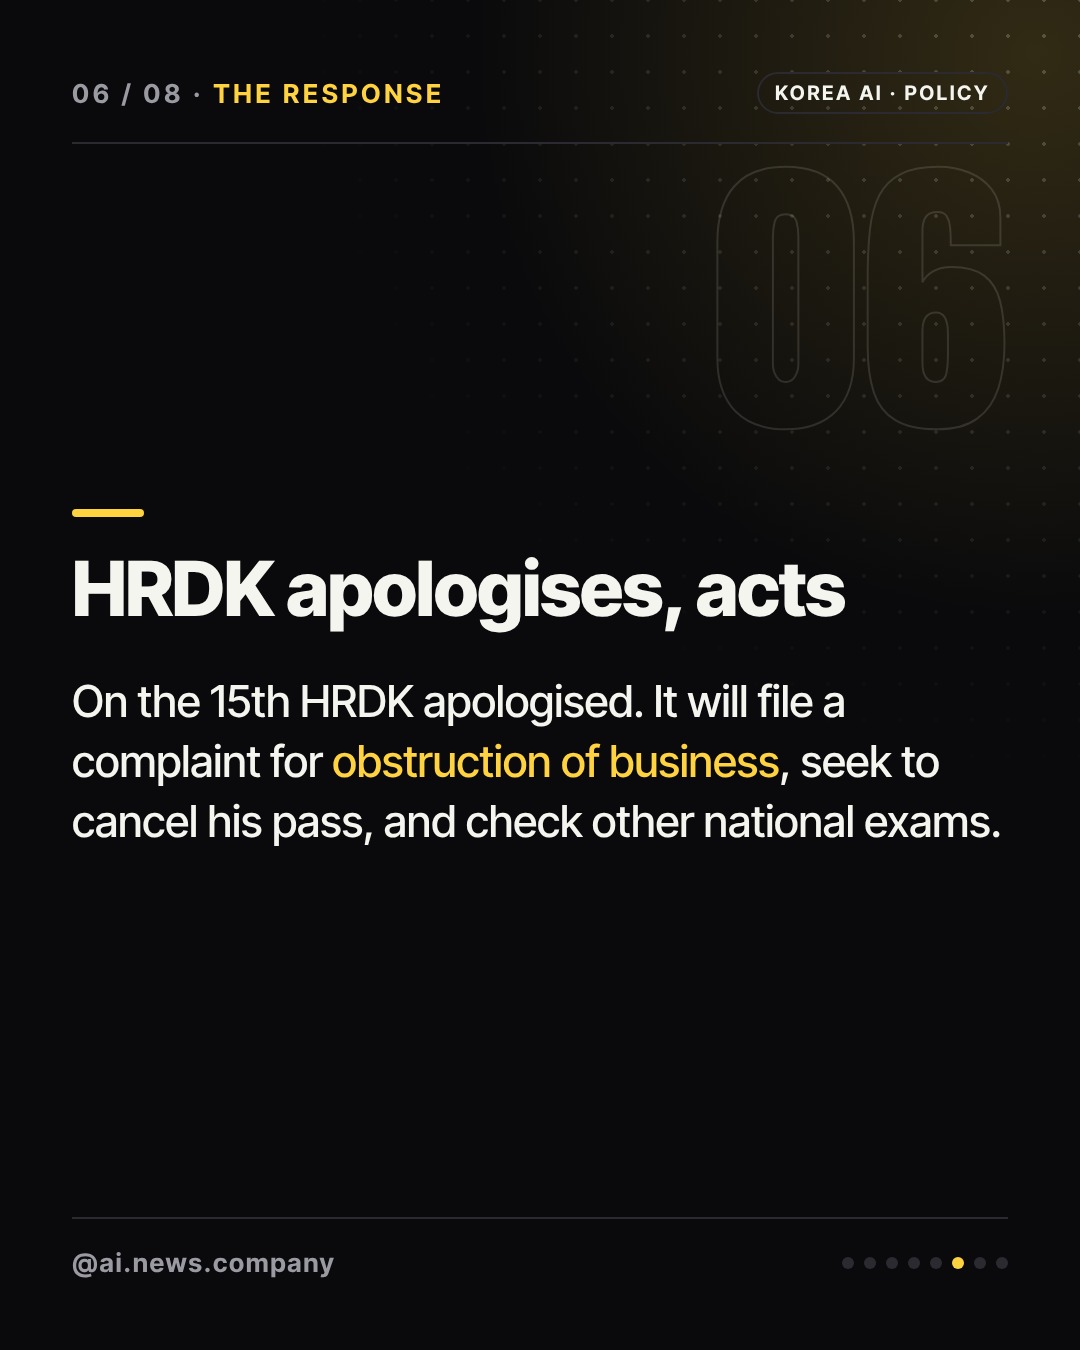 06 / 08 · THE RESPONSE
KOREA AI · POLICY
06
HRDK apologises, acts
On the 15th HRDK apologised. It will file a
complaint for obstruction of business, seek to
cancel his pass, and check other national exams.
@ai.news.company